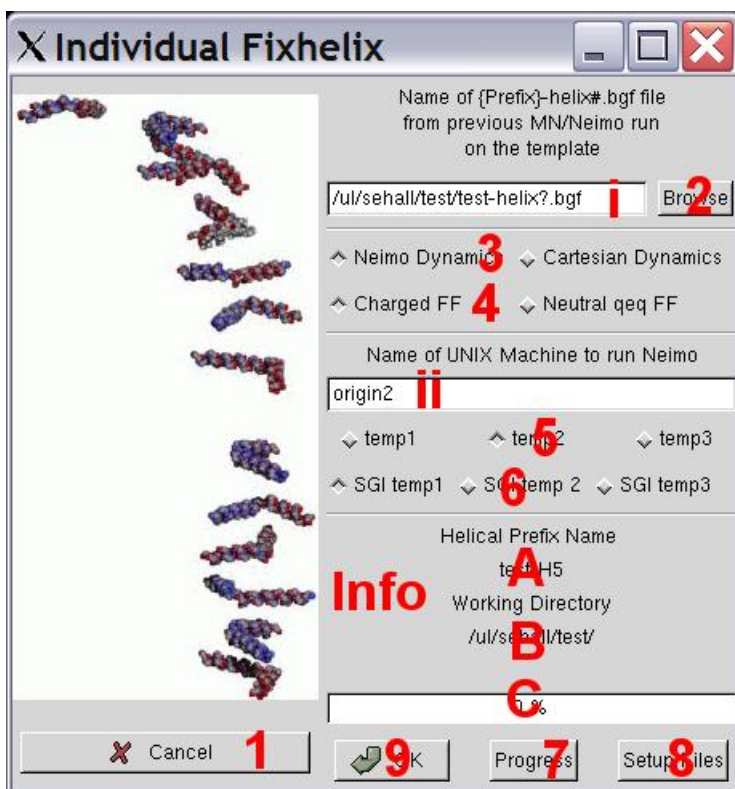 X Individual Fixhelix
Name of {Prefix}-helix#.bgf file
from previous MN/Neimo run
on the template
/ul/sehall/test/test-helix?.bgf i
Browse 2
Neimo Dynamics 3 Cartesian Dynamics
Charged FF 4 Neutral qeq FF
Name of UNIX Machine to run Neimo
origin2 ii
temp1 temp2 5 temp3
SGI temp1 SGI temp 2 6 SGI temp3
Helical Prefix Name
Info
A
Working Directory
/ul/sehall/test/
B
C
%
Cancel 1
OK 9
Progress 7
Setup Files 8